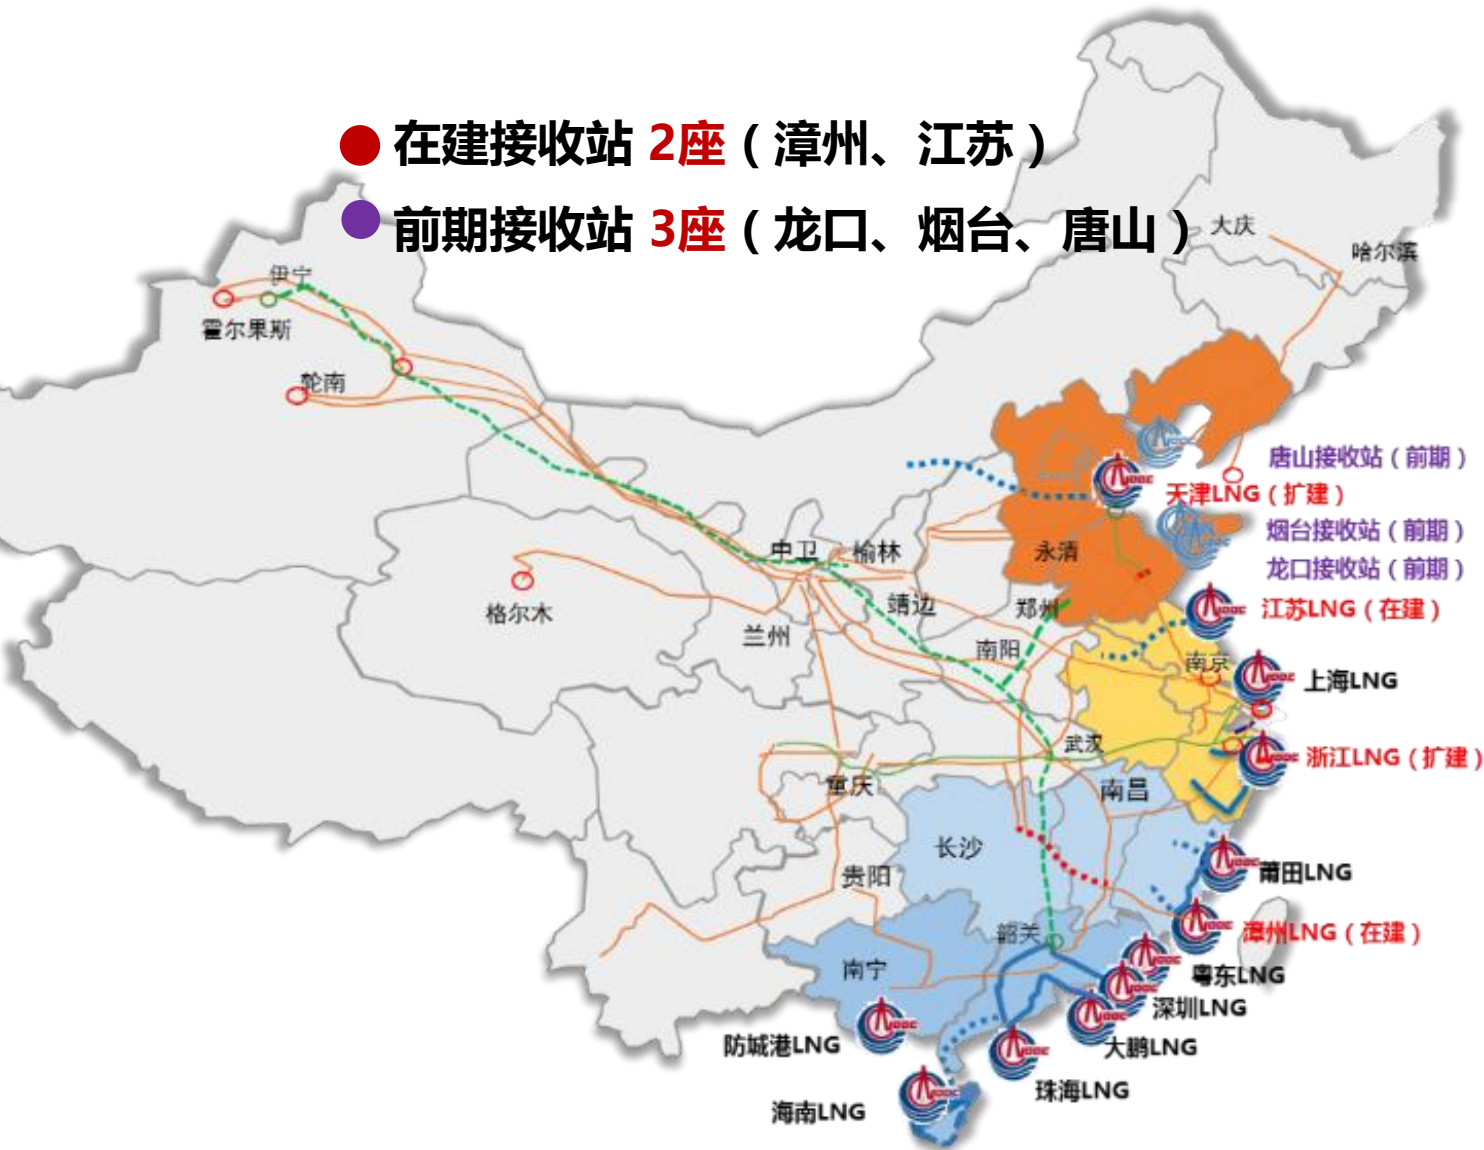 在建接收站 2座（漳州、江苏）
前期接收站 3座（龙口、烟台、唐山）
大庆
哈尔滨
伊宁
霍尔果斯
轮南
唐山接收站（前期）
天津LNG（扩建）
烟台接收站（前期）
中卫
榆林
永清
龙口接收站（前期）
格尔木
靖边
郑州
江苏LNG（在建）
兰州
南阳
南京
上海LNG
武汉
浙江LNG（扩建）
重庆
南昌
长沙
贵阳
莆田LNG
韶关
漳州LNG（在建）
南宁
粤东LNG
深圳LNG
防城港LNG
大鹏LNG
珠海LNG
海南LNG